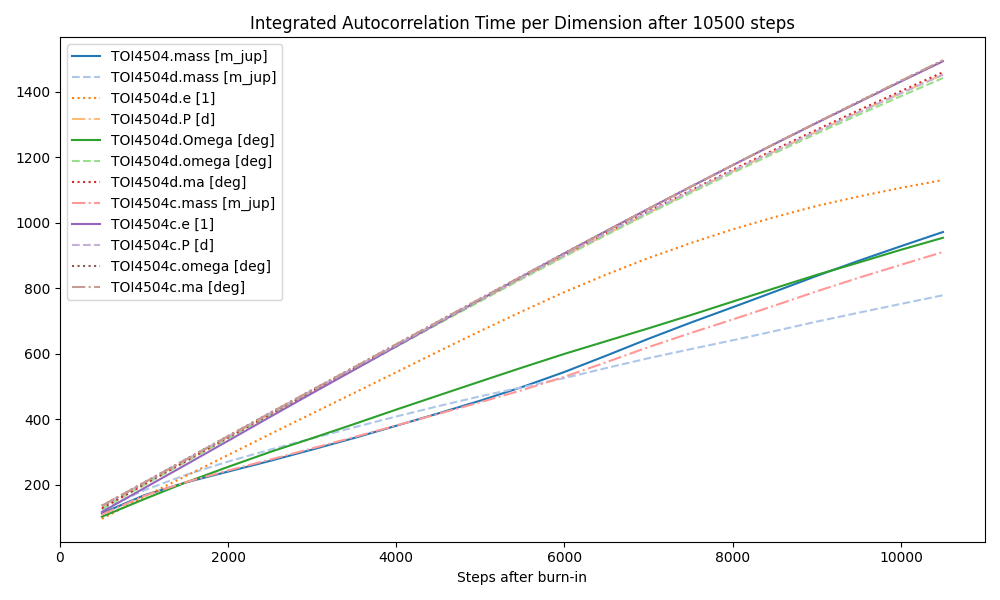 Integrated Autocorrelation Time per Dimension after 10500 steps
TOI4504.mass [m_jup]
TOI4504d.mass [m_jup]
TOI4504d.e [1]
TOI4504d.P [d]
TOI4504d.Omega [deg]
TOI4504d.omega [deg]
TOI4504d.ma [deg]
TOI4504c.mass [m_jup]
TOI4504c.e [1]
TOI4504c.P [d]
TOI4504c.omega [deg]
TOI4504c.ma [deg]
1400
1200
1000
800
600
400
200
0 2000 4000 6000 8000 10000
Steps after burn-in